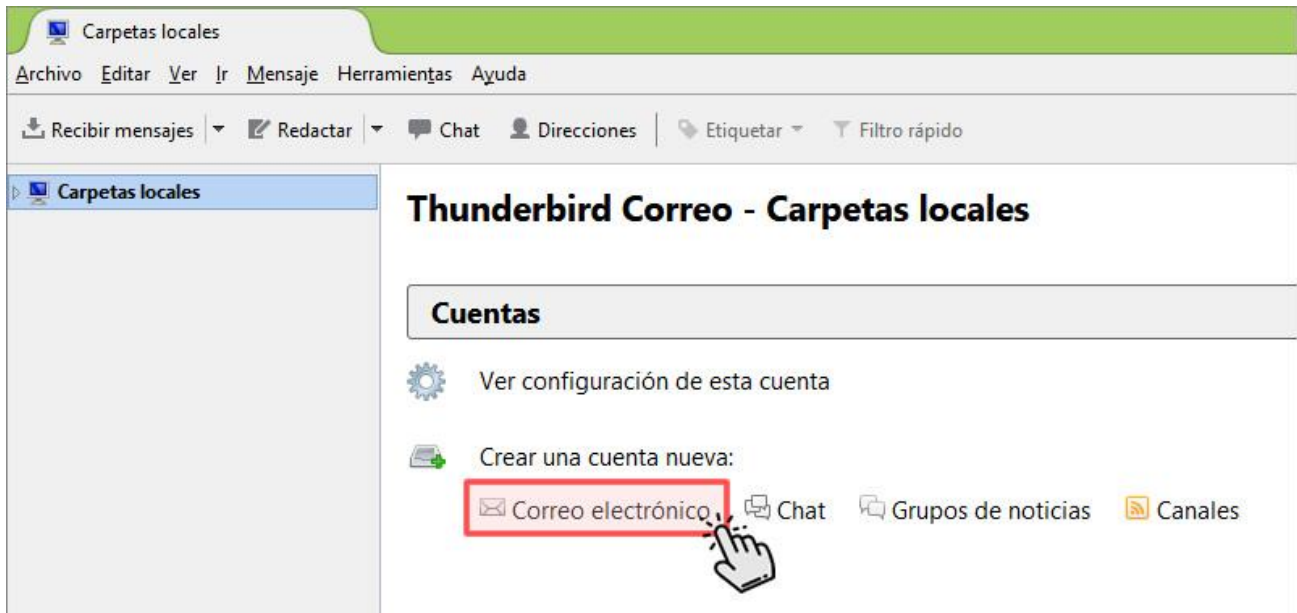 Carpetas locales
Archivo Editar Ver Ir Mensaje Herramientas Ayuda
Recibir mensajes Redactar Chat Direcciones Etiquetar Filtro rápido
Carpetas locales
Thunderbird Correo - Carpetas locales
Cuentas
Ver configuración de esta cuenta
Crear una cuenta nueva:
Correo electrónico Chat Grupos de noticias Canales